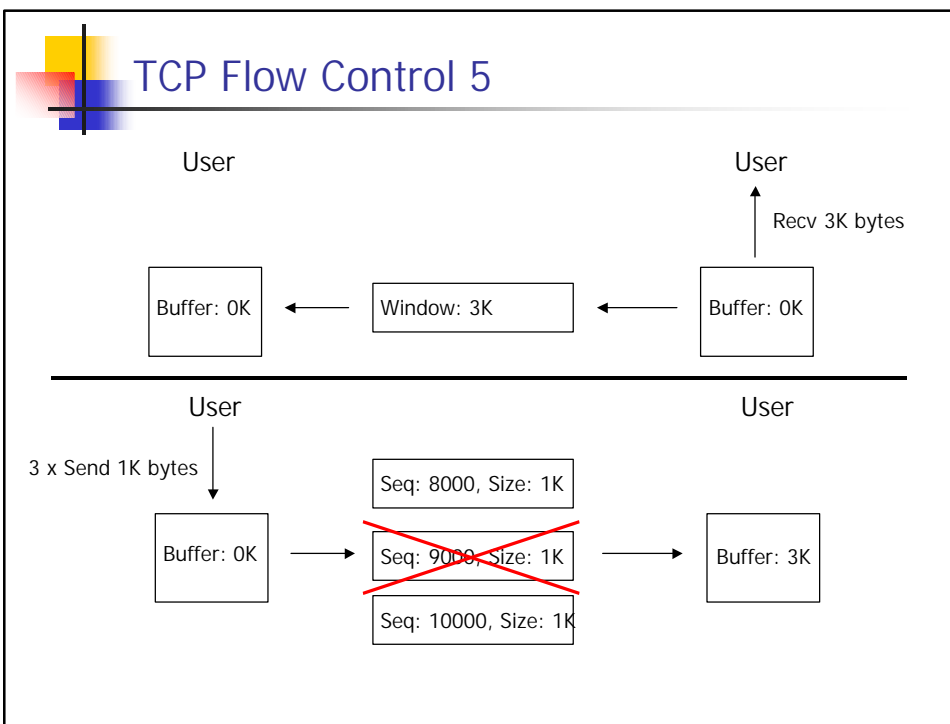 TCP Flow Control 5
User
User
Recv 3K bytes
Buffer: 0K
Window: 3K
Buffer: 0K
User
User
3 x Send 1K bytes
Seq: 8000, Size: 1K
Buffer: 0K
Seq: 9000, Size: 1K
Buffer: 3K
Seq: 10000, Size: 1K